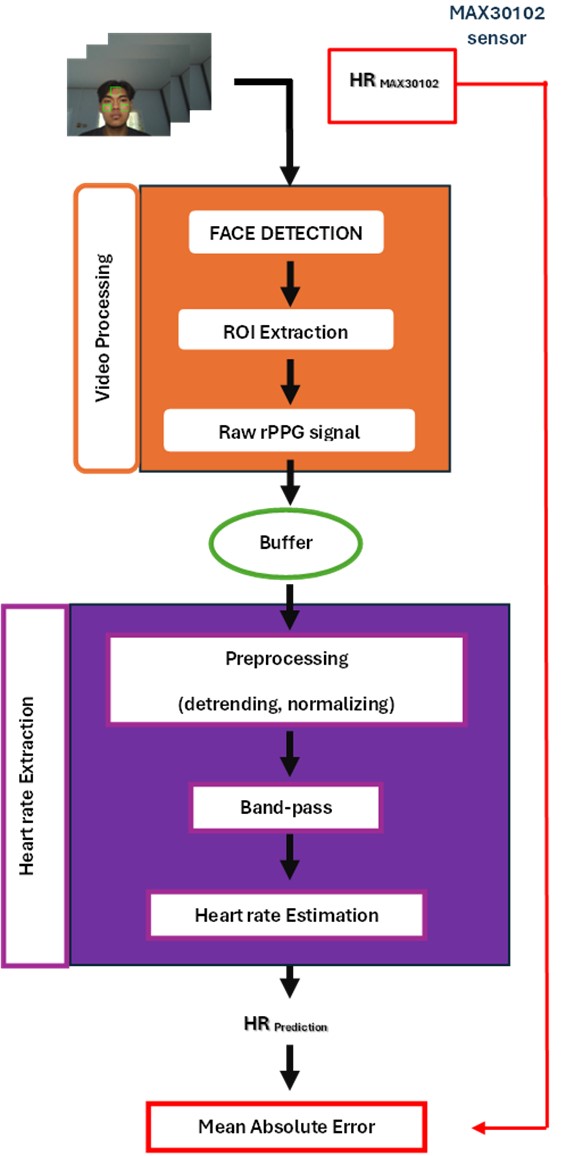 MAX30102
sensor
HR MAX30102
FACE DETECTION
ROI Extraction
Raw rPPG signal
Video Processing
Buffer
Preprocessing
(detrending, normalizing)
Band-pass
Heart rate Estimation
Heart rate Extraction
HR Prediction
Mean Absolute Error